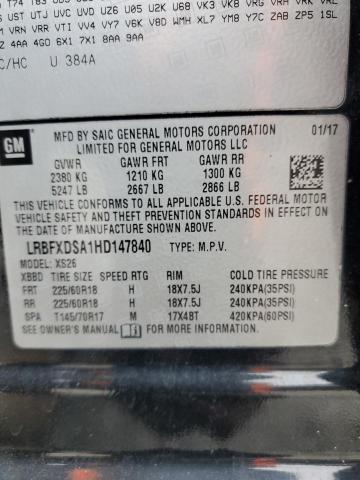 UST UTJ UVC UVD UZ6 U05 U2K U68 VK3 VK8 VRG VRH VRK VRL
VRN VRR VTI VV4 VY7 V6K V8D WMH XL7 YM8 Y7C ZAB ZP5 1SL
4AA 4GO 6X1 7X1 8AA 9AA
C/HC U 384A
GM
MFD BY SAIC GENERAL MOTORS CORPORATION 01/17
LIMITED FOR GENERAL MOTORS LLC
GVWR GAWR FRT GAWR RR
2380 KG 1210 KG 1300 KG
5247 LB 2667 LB 2866 LB
THIS VEHICLE CONFORMS TO ALL APPLICABLE U.S. FEDERAL MOTOR
VEHICLE SAFETY AND THEFT PREVENTION STANDARDS IN EFFECT ON
THE DATE OF MANUFACTURE SHOWN ABOVE.
LRBFXDSA1HD147840 TYPE: M.P.V.
MODEL: XS26
XBBD TIRE SIZE SPEED RTG RIM COLD TIRE PRESSURE
FRT 225/60R18 H 18X7.5J 240KPA(35PSI)
RR 225/60R18 H 18X7.5J 240KPA(35PSI)
SPA T145/70R17 M 17X4BT 420KPA(60PSI)
SEE OWNER'S MANUAL FOR ADDITIONAL INFORMATION.